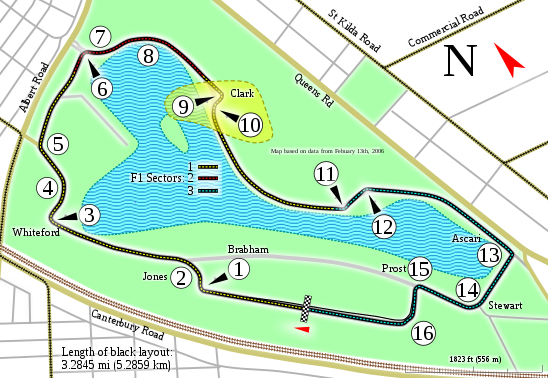 St Kilda Road
Commercial Road
N
7
8
Albert Road
6
Queens Rd
Clark
9
10
5
Map based on data from Febuary 13th, 2006
1
F1 Sectors: 2
3
11
4
3
12
Whiteford
Ascari
13
Brabham
Prost
15
Jones
2
1
14
Stewart
16
Canterbury Road
Length of black layout:
3.2845 mi (5.2859 km)
1823 ft (556 m)